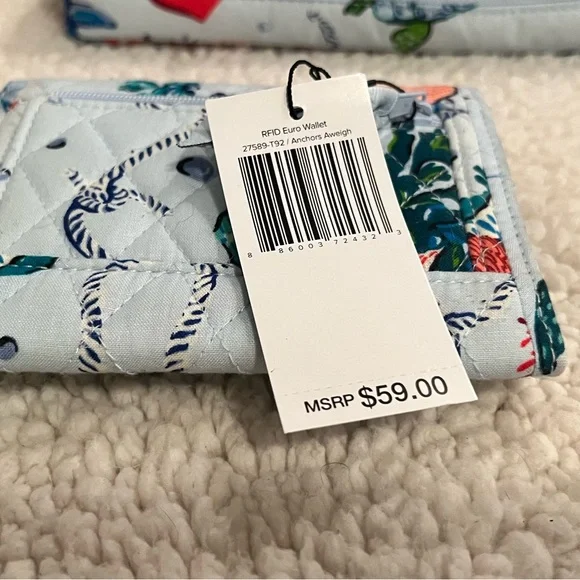 RFID Euro Wallet
27589-T92 / Anchors Aweigh
8 86003 72432 3
MSRP $59.00